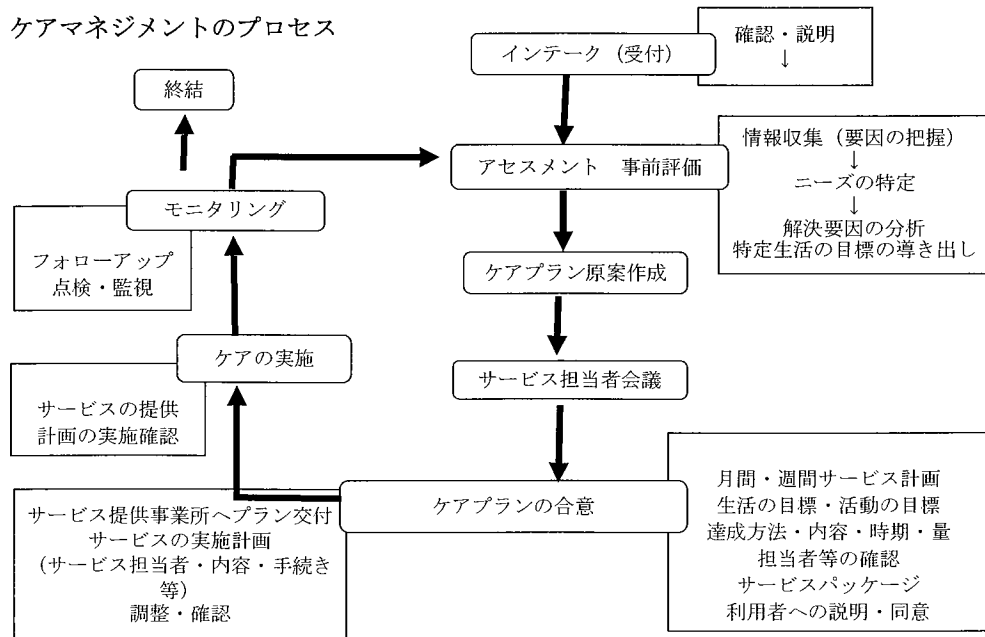 ケアマネジメントのプロセス
インテーク（受付）
確認・説明
↓
終結
アセスメント　事前評価
情報収集（要因の把握）
↓
ニーズの特定
↓
解決要因の分析
特定生活の目標の導き出し
モニタリング
フォローアップ
点検・監視
ケアプラン原案作成
ケアの実施
サービスの提供
計画の実施確認
サービス担当者会議
ケアプランの合意
月間・週間サービス計画
生活の目標・活動の目標
達成方法・内容・時期・量
担当者等の確認
サービスパッケージ
利用者への説明・同意
サービス提供事業所へプラン交付
サービスの実施計画
(サービス担当者・内容・手続き
等)
調整・確認